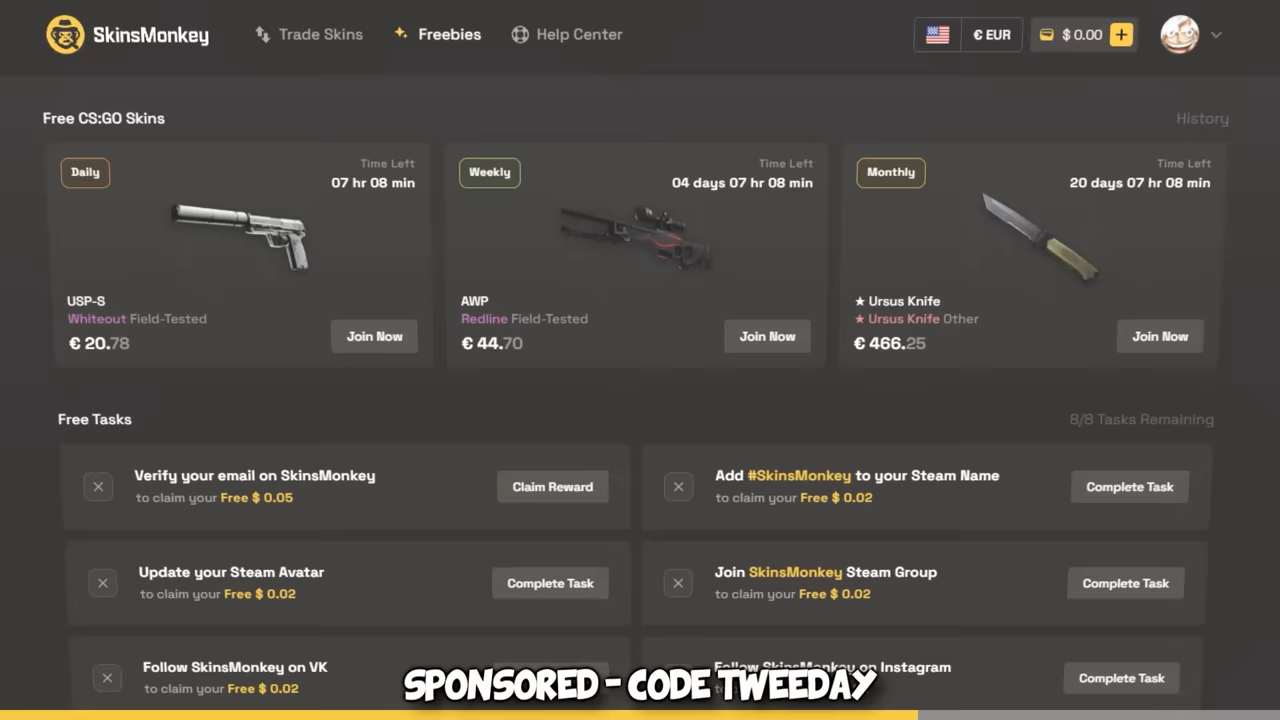 SkinsMonkey
Trade Skins
Freebies
Help Center
€ EUR
$ 0.00
+
Free CS:GO Skins
History
Daily
Time Left
07 hr 08 min
USP-S
Whiteout Field-Tested
€ 20.78
Join Now
Weekly
Time Left
04 days 07 hr 08 min
AWP
Redline Field-Tested
€ 44.70
Join Now
Monthly
Time Left
20 days 07 hr 08 min
★ Ursus Knife
★ Ursus Knife Other
€ 466.25
Join Now
Free Tasks
8/8 Tasks Remaining
Verify your email on SkinsMonkey
to claim your Free $ 0.05
Claim Reward
Add #SkinsMonkey to your Steam Name
to claim your Free $ 0.02
Complete Task
Update your Steam Avatar
to claim your Free $ 0.02
Complete Task
Join SkinsMonkey Steam Group
to claim your Free $ 0.02
Complete Task
Follow SkinsMonkey on VK
to claim your Free $ 0.02
Follow SkinsMonkey on Instagram
Complete Task
SPONSORED - CODE TWEEDAY